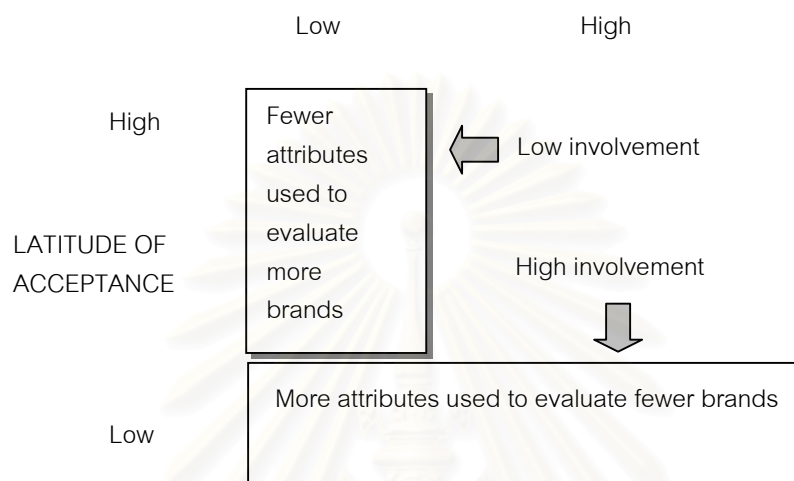 Low High
High
Fewer
attributes
used to
evaluate
more
brands
Low involvement
LATITUDE OF
ACCEPTANCE
High involvement
More attributes used to evaluate fewer brands
Low